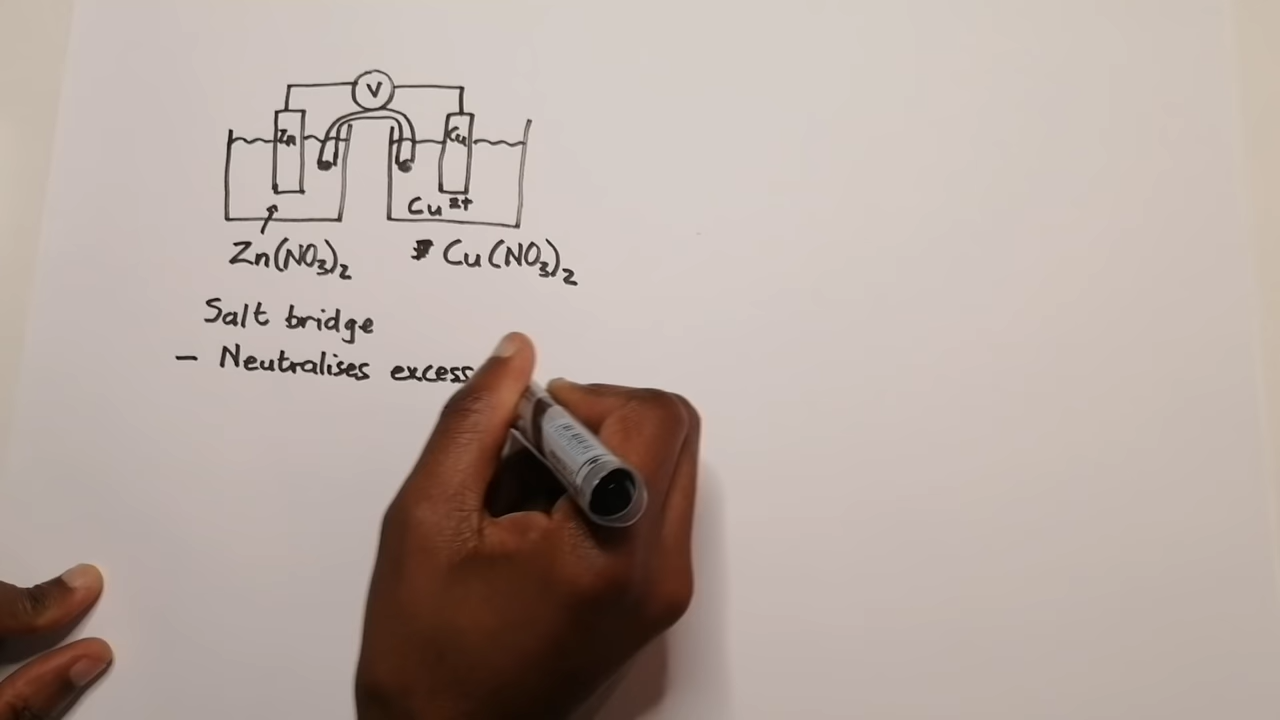 V
Zn Cu
Cu²⁺
Zn(NO₃)₂ Cu(NO₃)₂
Salt bridge
– Neutralises excess